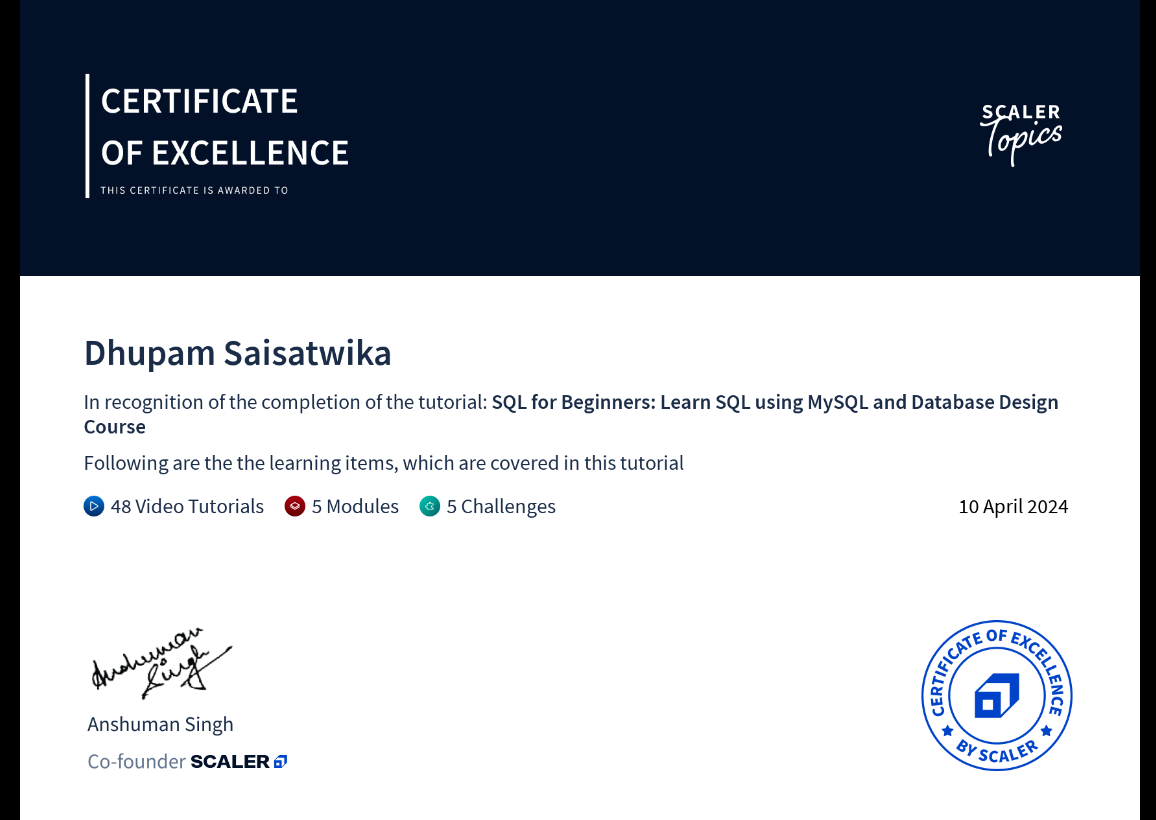 CERTIFICATE
OF EXCELLENCE
THIS CERTIFICATE IS AWARDED TO
SCALER
Topics
Dhupam Saisatwika
In recognition of the completion of the tutorial: SQL for Beginners: Learn SQL using MySQL and Database Design
Course
Following are the the learning items, which are covered in this tutorial
48 Video Tutorials 5 Modules 5 Challenges 10 April 2024
Anshuman
Singh
Anshuman Singh
Co-founder SCALER
CERTIFICATE OF EXCELLENCE
BY SCALER